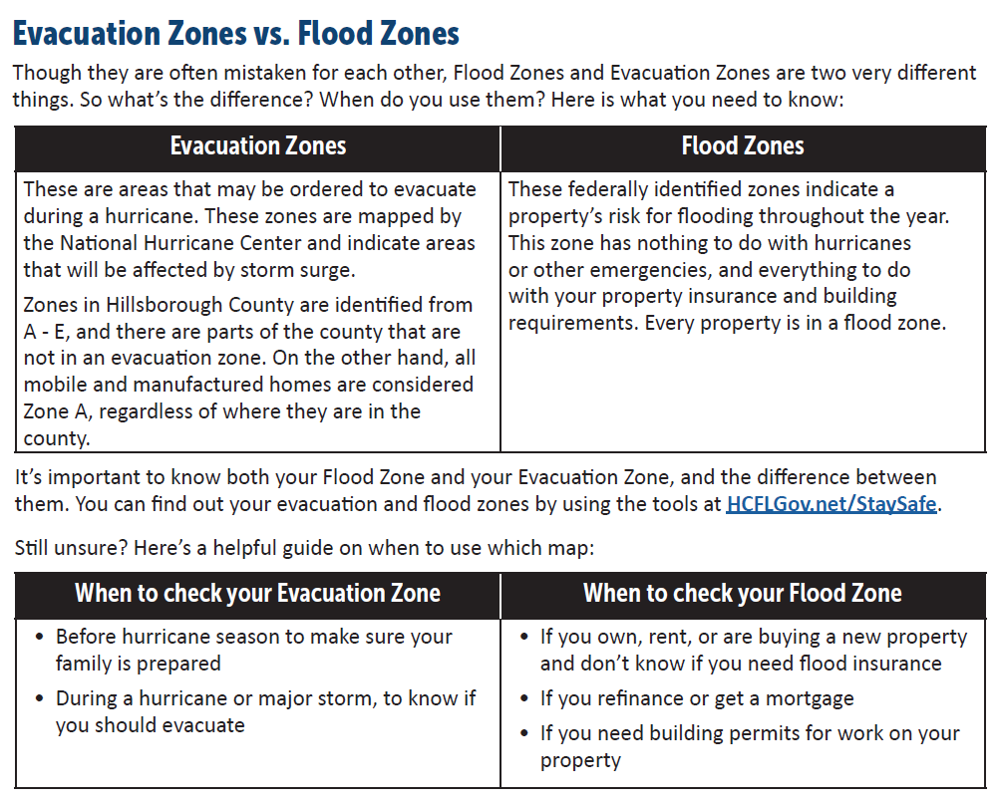 Evacuation Zones vs. Flood Zones
Though they are often mistaken for each other, Flood Zones and Evacuation Zones are two very different
things. So what's the difference? When do you use them? Here is what you need to know:
Evacuation Zones
These are areas that may be ordered to evacuate
during a hurricane. These zones are mapped by
the National Hurricane Center and indicate areas
that will be affected by storm surge.
Zones in Hillsborough County are identified from
A - E, and there are parts of the county that are
not in an evacuation zone. On the other hand, all
mobile and manufactured homes are considered
Zone A, regardless of where they are in the
county.
Flood Zones
These federally identified zones indicate a
property's risk for flooding throughout the year.
This zone has nothing to do with hurricanes
or other emergencies, and everything to do
with your property insurance and building
requirements. Every property is in a flood zone.
It's important to know both your Flood Zone and your Evacuation Zone, and the difference between
them. You can find out your evacuation and flood zones by using the tools at HCFLGov.net/StaySafe.
Still unsure? Here's a helpful guide on when to use which map:
When to check your Evacuation Zone
• Before hurricane season to make sure your
family is prepared
• During a hurricane or major storm, to know if
you should evacuate
When to check your Flood Zone
• If you own, rent, or are buying a new property
and don't know if you need flood insurance
• If you refinance or get a mortgage
• If you need building permits for work on your
property